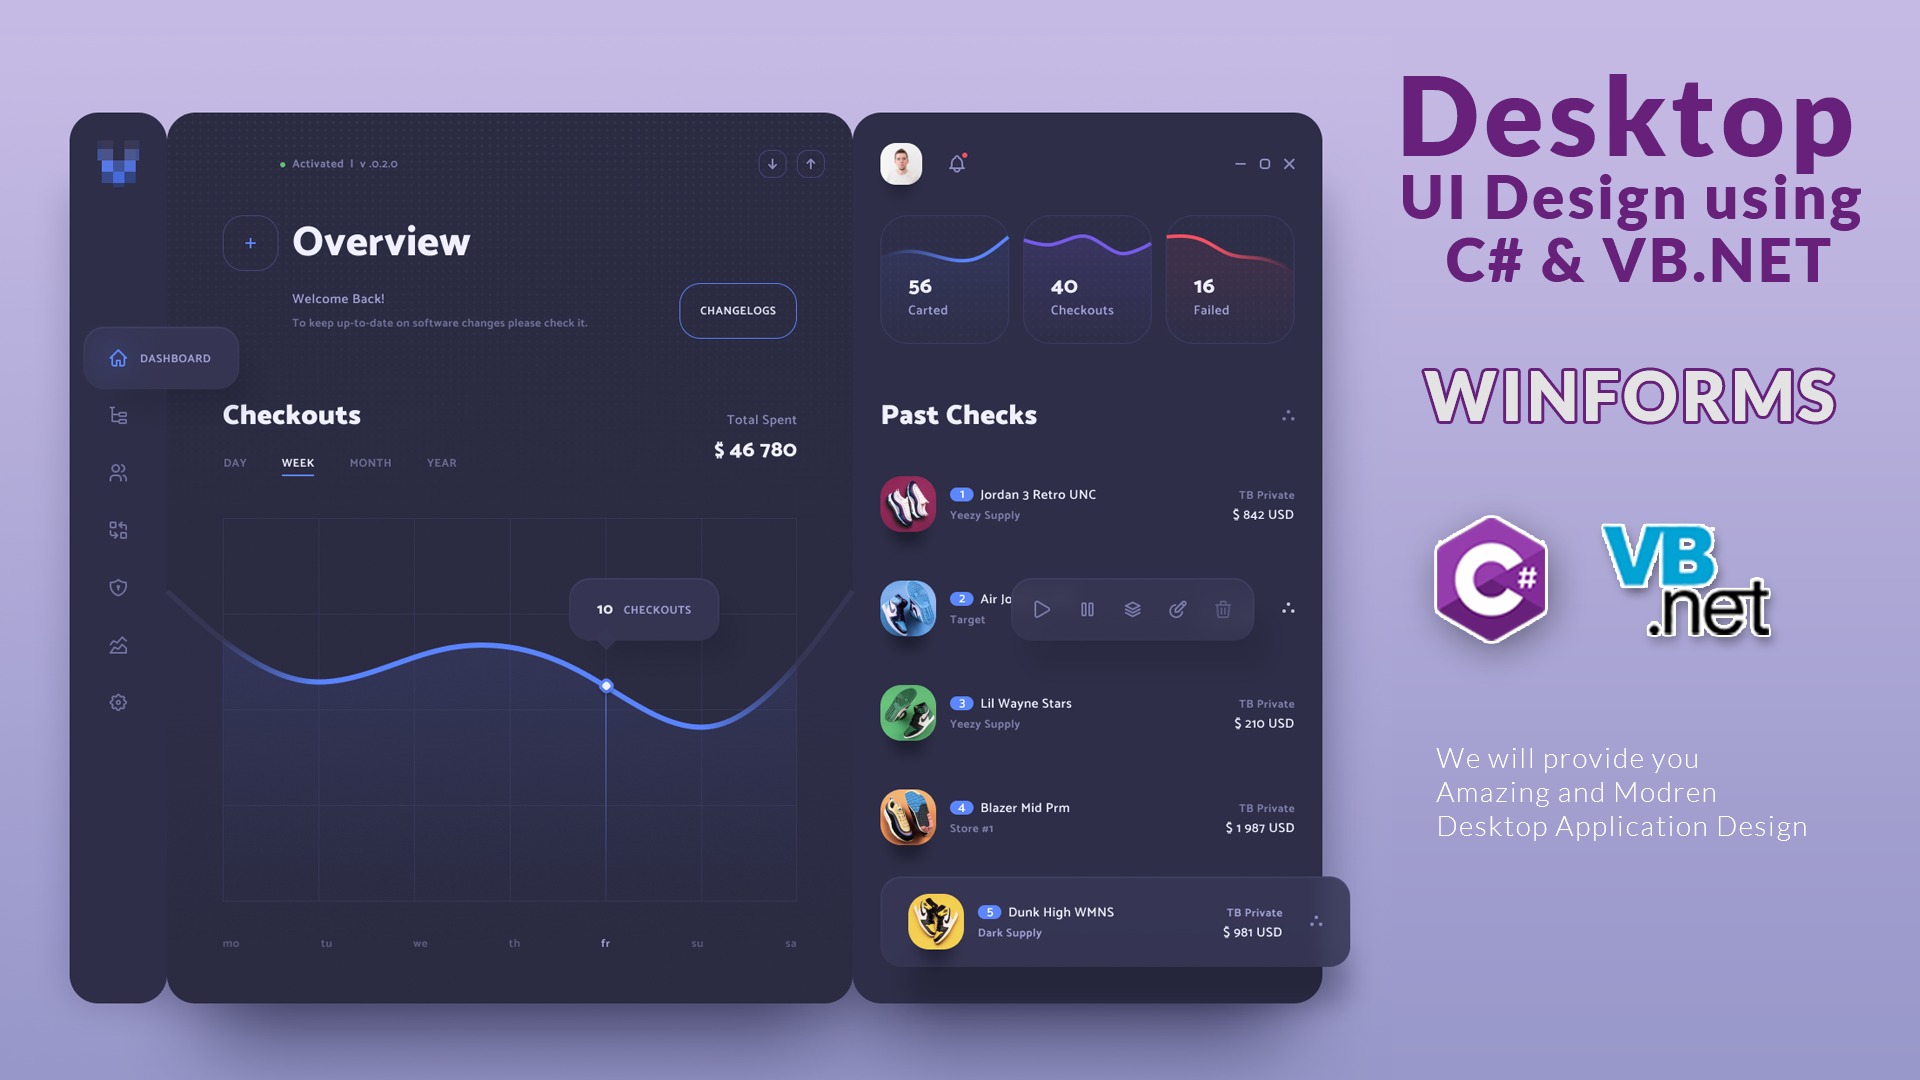 Activated | v .0.2.0
Overview
Welcome Back!
To keep up-to-date on software changes please check it.
CHANGELOGS
DASHBOARD
Checkouts
Total Spent
$ 46 780
DAY WEEK MONTH YEAR
10 CHECKOUTS
mo tu we th fr su sa
56
Carted
40
Checkouts
16
Failed
Past Checks
1 Jordan 3 Retro UNC
Yeezy Supply
TB Private
$ 842 USD
2 Air Jo
Target
3 Lil Wayne Stars
Yeezy Supply
TB Private
$ 210 USD
4 Blazer Mid Prm
Store #1
TB Private
$ 1 987 USD
5 Dunk High WMNS
Dark Supply
TB Private
$ 981 USD
Desktop
UI Design using
C# & VB.NET
WINFORMS
C#
VB
.net
We will provide you
Amazing and Modren
Desktop Application Design